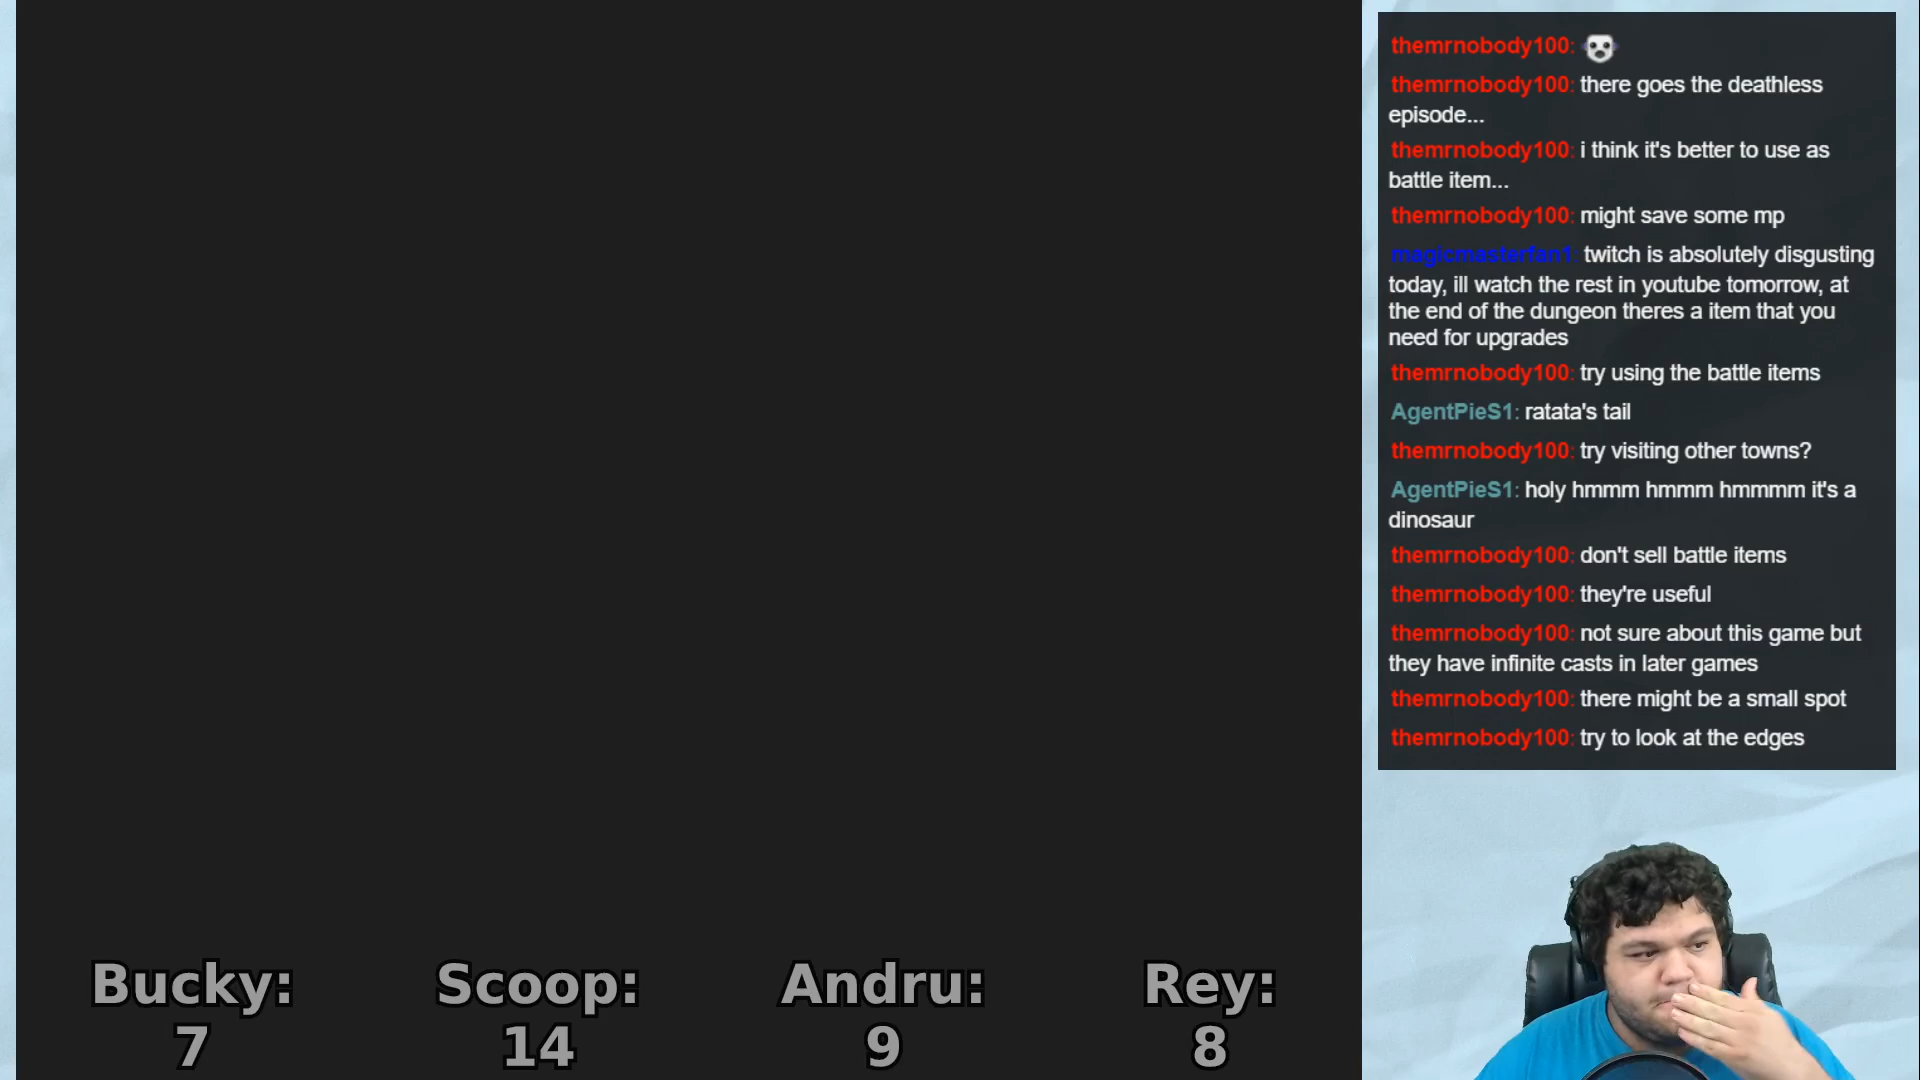 themrnobody100:
themrnobody100: there goes the deathless
episode...
themrnobody100: i think it's better to use as
battle item...
themrnobody100: might save some mp
magicmasterfan1: twitch is absolutely disgusting
today, ill watch the rest in youtube tomorrow, at
the end of the dungeon theres a item that you
need for upgrades
themrnobody100: try using the battle items
AgentPieS1: ratata's tail
themrnobody100: try visiting other towns?
AgentPieS1: holy hmmm hmmm hmmmm it's a
dinosaur
themrnobody100: don't sell battle items
themrnobody100: they're useful
themrnobody100: not sure about this game but
they have infinite casts in later games
themrnobody100: there might be a small spot
themrnobody100: try to look at the edges
Bucky: Scoop: Andru: Rey:
7 14 9 8